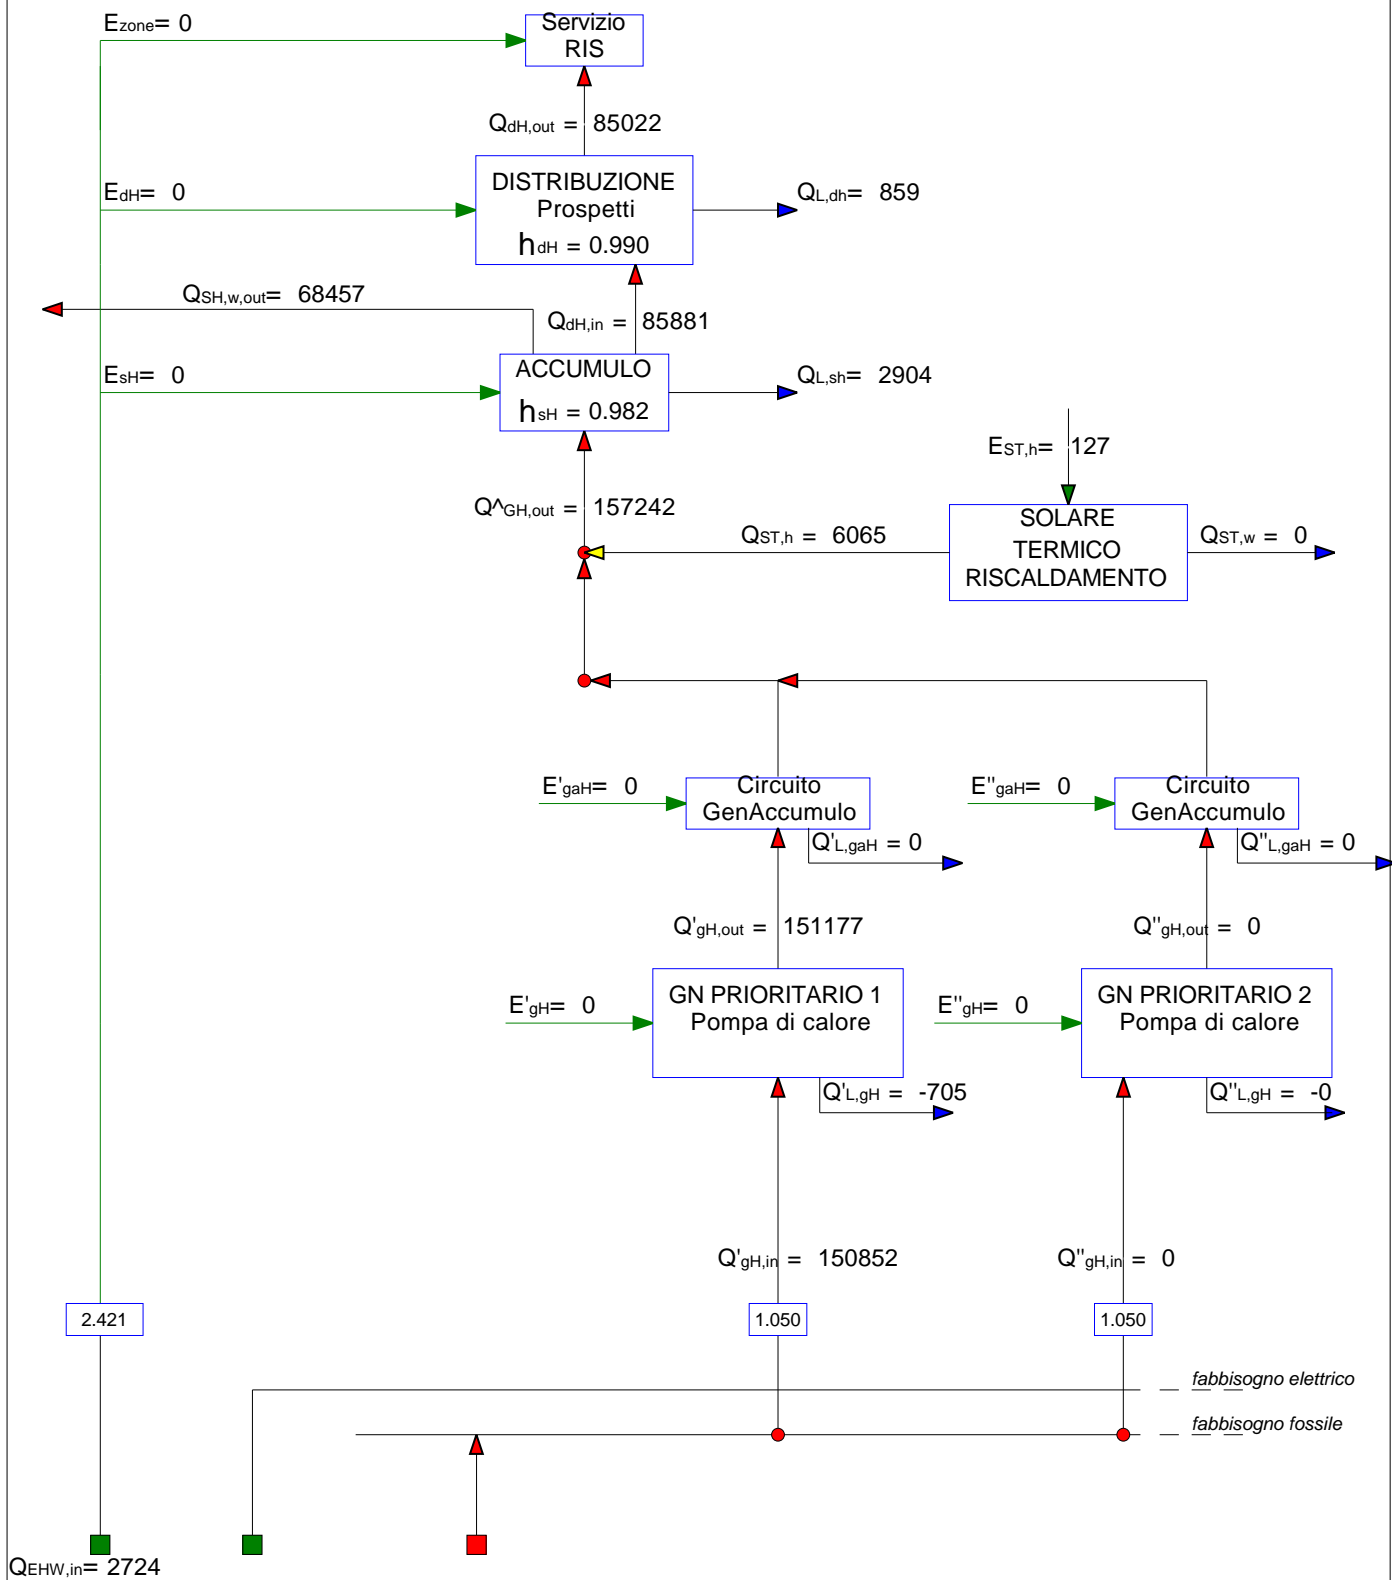 Ezone= 0
Servizio
RIS
QdH,out = 85022
EdH= 0
DISTRIBUZIONE
Prospetti
hdH = 0.990
QL,dh= 859
QSH,w,out= 68457
QdH,in = 85881
EsH= 0
ACCUMULO
hsH = 0.982
QL,sh= 2904
EST,h= 127
Q^GH,out = 157242
QST,h = 6065
SOLARE
TERMICO
RISCALDAMENTO
QST,w = 0
E'gaH= 0
Circuito
GenAccumulo
Q'L,gaH = 0
E"gaH= 0
Circuito
GenAccumulo
Q"L,gaH = 0
Q'gH,out = 151177
Q"gH,out = 0
E'gH= 0
GN PRIORITARIO 1
Pompa di calore
Q'L,gH = -705
E"gH= 0
GN PRIORITARIO 2
Pompa di calore
Q"L,gH = -0
Q'gH,in = 150852
Q"gH,in = 0
2.421
1.050
1.050
fabbisogno elettrico
fabbisogno fossile
QEHW,in= 2724